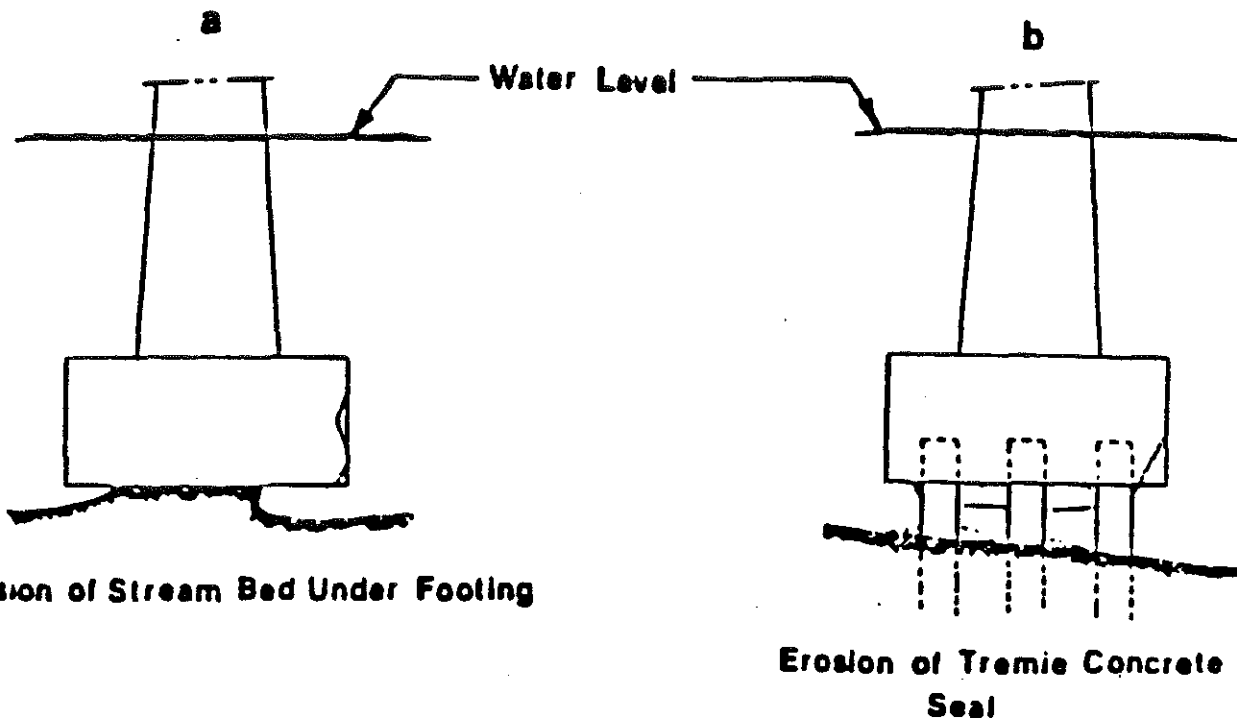 a
b
Water Level
sion of Stream Bed Under Footing
Erosion of Tremie Concrete
Seal